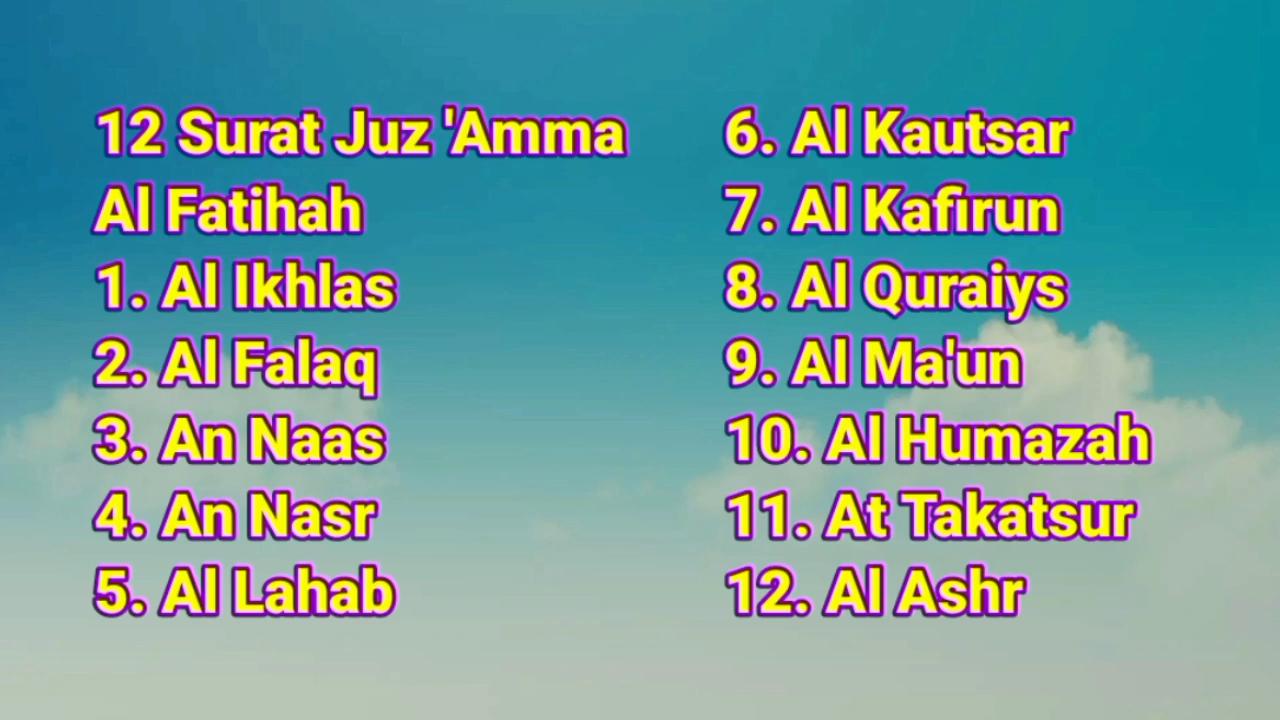 12 Surat Juz 'Amma
Al Fatihah
1. Al Ikhlas
2. Al Falaq
3. An Naas
4. An Nasr
5. Al Lahab
6. Al Kautsar
7. Al Kafirun
8. Al Quraiys
9. Al Ma'un
10. Al Humazah
11. At Takatsur
12. Al Ashr